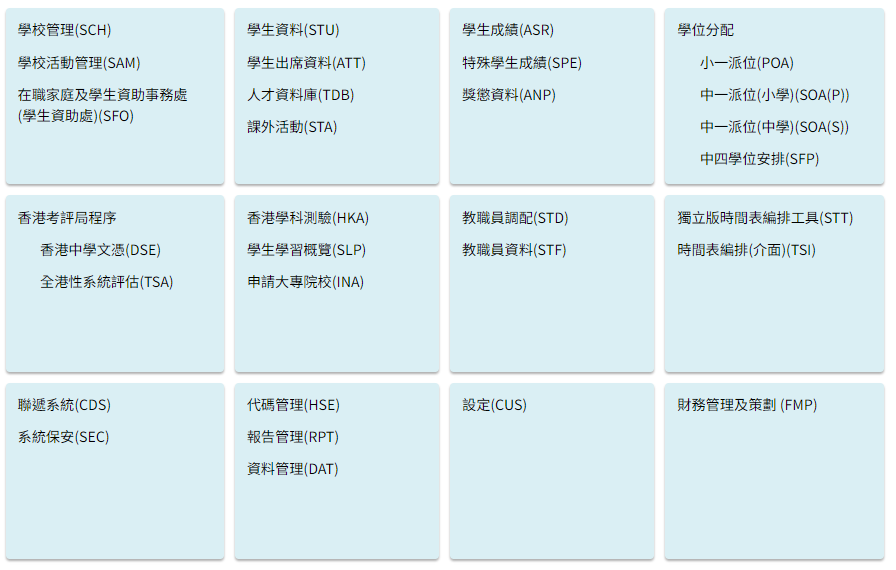 學校管理(SCH)
學校活動管理(SAM)
在職家庭及學生資助事務處
(學生資助處)(SFO)
學生資料(STU)
學生出席資料(ATT)
人才資料庫(TDB)
課外活動(STA)
學生成績(ASR)
特殊學生成績(SPE)
獎懲資料(ANP)
學位分配
小一派位(POA)
中一派位(小學)(SOA(P))
中一派位(中學)(SOA(S))
中四學位安排(SFP)
香港考評局程序
香港中學文憑(DSE)
全港性系統評估(TSA)
香港學科測驗(HKA)
學生學習概覽(SLP)
申請大專院校(INA)
教職員調配(STD)
教職員資料(STF)
獨立版時間表編排工具(STT)
時間表編排(介面)(TSI)
聯遞系統(CDS)
系統保安(SEC)
代碼管理(HSE)
報告管理(RPT)
資料管理(DAT)
設定(CUS)
財務管理及策劃 (FMP)